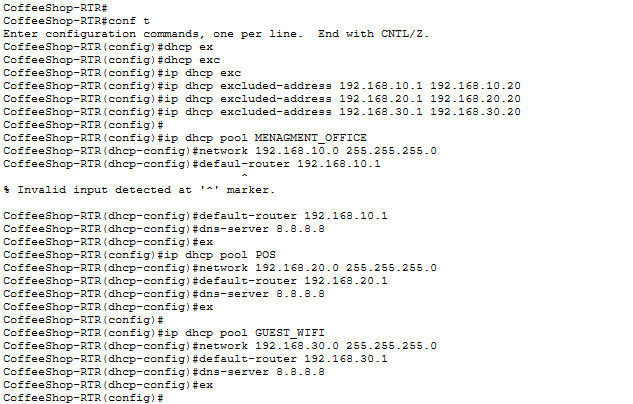 CoffeeShop-RTR#
CoffeeShop-RTR#conf t
Enter configuration commands, one per line.  End with CNTL/Z.
CoffeeShop-RTR(config)#dhcp ex
CoffeeShop-RTR(config)#dhcp exc
CoffeeShop-RTR(config)#ip dhcp exc
CoffeeShop-RTR(config)#ip dhcp excluded-address 192.168.10.1 192.168.10.20
CoffeeShop-RTR(config)#ip dhcp excluded-address 192.168.20.1 192.168.20.20
CoffeeShop-RTR(config)#ip dhcp excluded-address 192.168.30.1 192.168.30.20
CoffeeShop-RTR(config)#
CoffeeShop-RTR(config)#ip dhcp pool MENAGMENT_OFFICE
CoffeeShop-RTR(dhcp-config)#network 192.168.10.0 255.255.255.0
CoffeeShop-RTR(dhcp-config)#defaul-router 192.168.10.1
^
% Invalid input detected at '^' marker.
CoffeeShop-RTR(dhcp-config)#default-router 192.168.10.1
CoffeeShop-RTR(dhcp-config)#dns-server 8.8.8.8
CoffeeShop-RTR(dhcp-config)#ex
CoffeeShop-RTR(config)#ip dhcp pool POS
CoffeeShop-RTR(dhcp-config)#network 192.168.20.0 255.255.255.0
CoffeeShop-RTR(dhcp-config)#default-router 192.168.20.1
CoffeeShop-RTR(dhcp-config)#dns-server 8.8.8.8
CoffeeShop-RTR(dhcp-config)#ex
CoffeeShop-RTR(config)#
CoffeeShop-RTR(config)#ip dhcp pool GUEST_WIFI
CoffeeShop-RTR(dhcp-config)#network 192.168.30.0 255.255.255.0
CoffeeShop-RTR(dhcp-config)#default-router 192.168.30.1
CoffeeShop-RTR(dhcp-config)#dns-server 8.8.8.8
CoffeeShop-RTR(dhcp-config)#ex
CoffeeShop-RTR(config)#